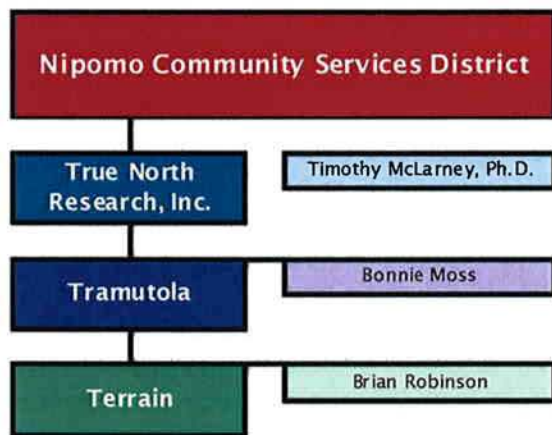 Nipomo Community Services District
True North
Research, Inc.
Timothy McLarney, Ph.D.
Tramutola
Bonnie Moss
Terrain
Brian Robinson